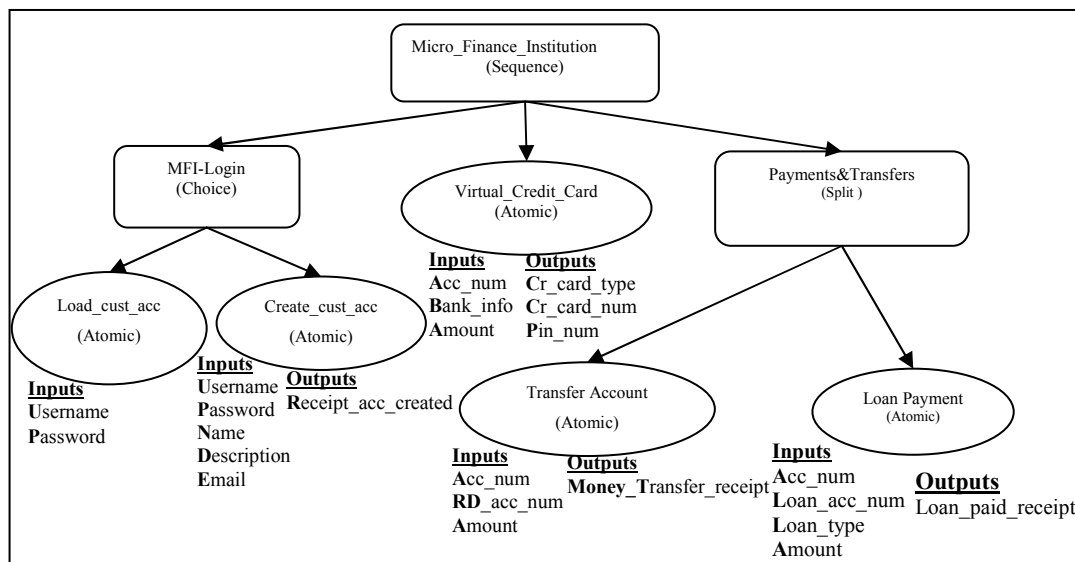 Micro_Finance_Institution
(Sequence)
MFI-Login
(Choice)
Virtual_Credit_Card
(Atomic)
Payments&Transfers
(Split )
Inputs
Acc_num
Bank_info
Amount
Outputs
Cr_card_type
Cr_card_num
Pin_num
Load_cust_acc
(Atomic)
Create_cust_acc
(Atomic)
Inputs
Username
Password
Inputs
Username
Password
Name
Description
Email
Outputs
Receipt_acc_created
Transfer Account
(Atomic)
Loan Payment
(Atomic)
Inputs
Acc_num
RD_acc_num
Amount
Outputs
Money_Transfer_receipt
Inputs
Acc_num
Loan_acc_num
Loan_type
Amount
Outputs
Loan_paid_receipt